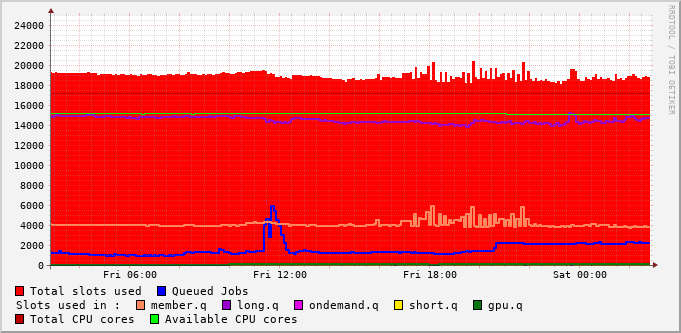 RRDTOOL / TOBI OETIKER
24000
22000
20000
18000
16000
14000
12000
10000
8000
6000
4000
2000
0
Fri 06:00 Fri 12:00 Fri 18:00 Sat 00:00
Total slots used Queued Jobs
Slots used in : member.q long.q ondemand.q short.q gpu.q
Total CPU cores Available CPU cores